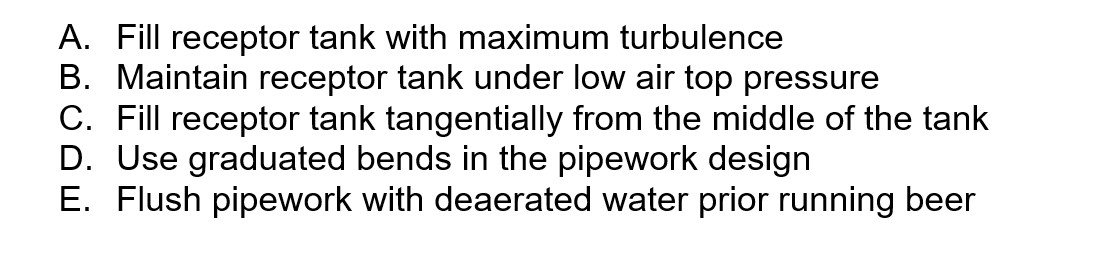 A. Fill receptor tank with maximum turbulence
B. Maintain receptor tank under low air top pressure
C. Fill receptor tank tangentially from the middle of the tank
D. Use graduated bends in the pipework design
E. Flush pipework with deaerated water prior running beer